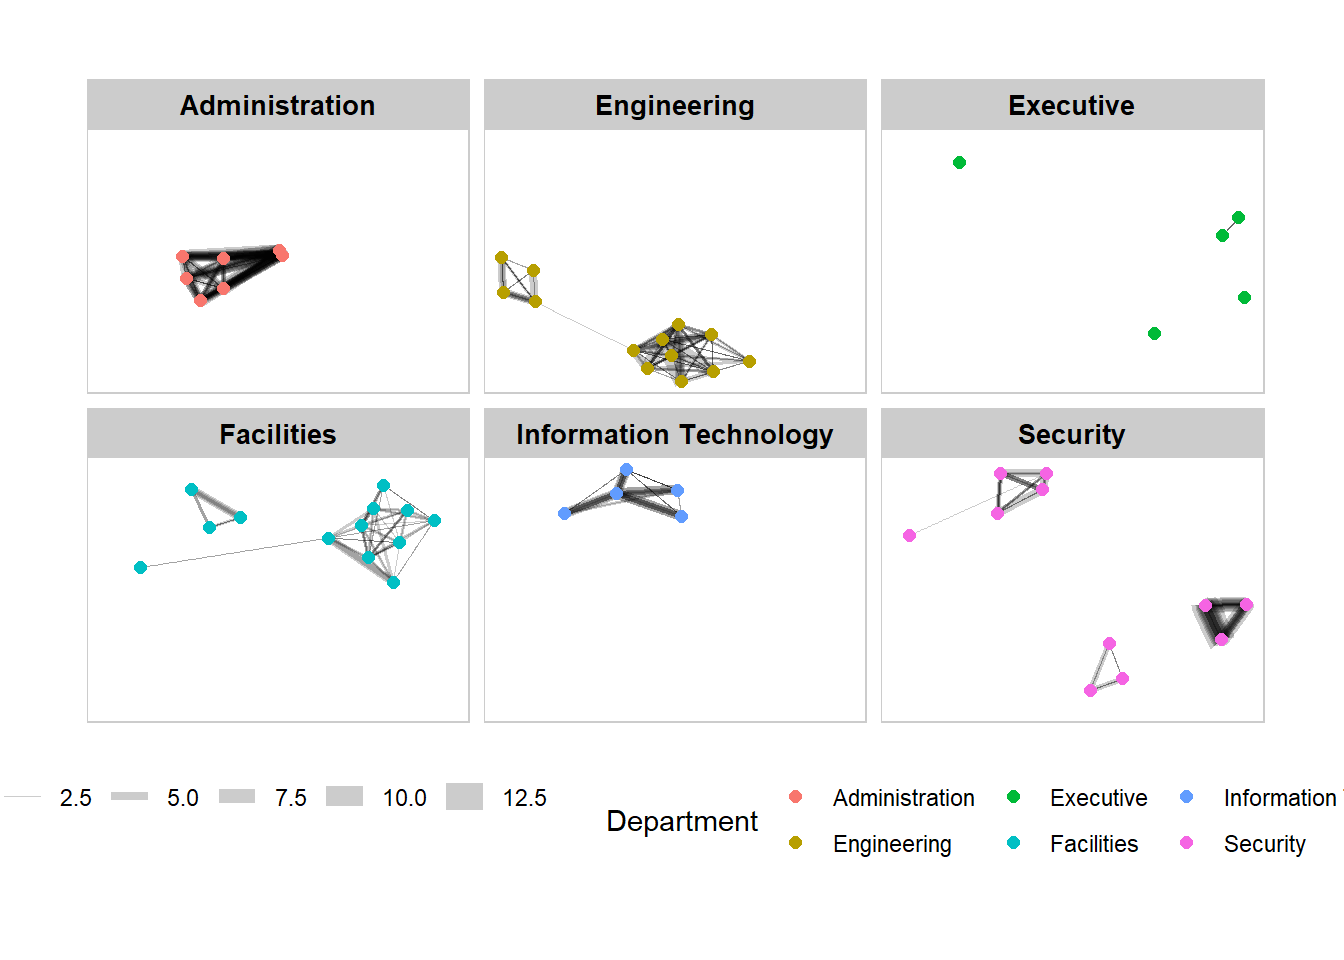 Administration
Engineering
Executive
Facilities
Information Technology
Security
2.5
5.0
7.5
10.0
12.5
Department
Administration
Executive
Information
Engineering
Facilities
Security